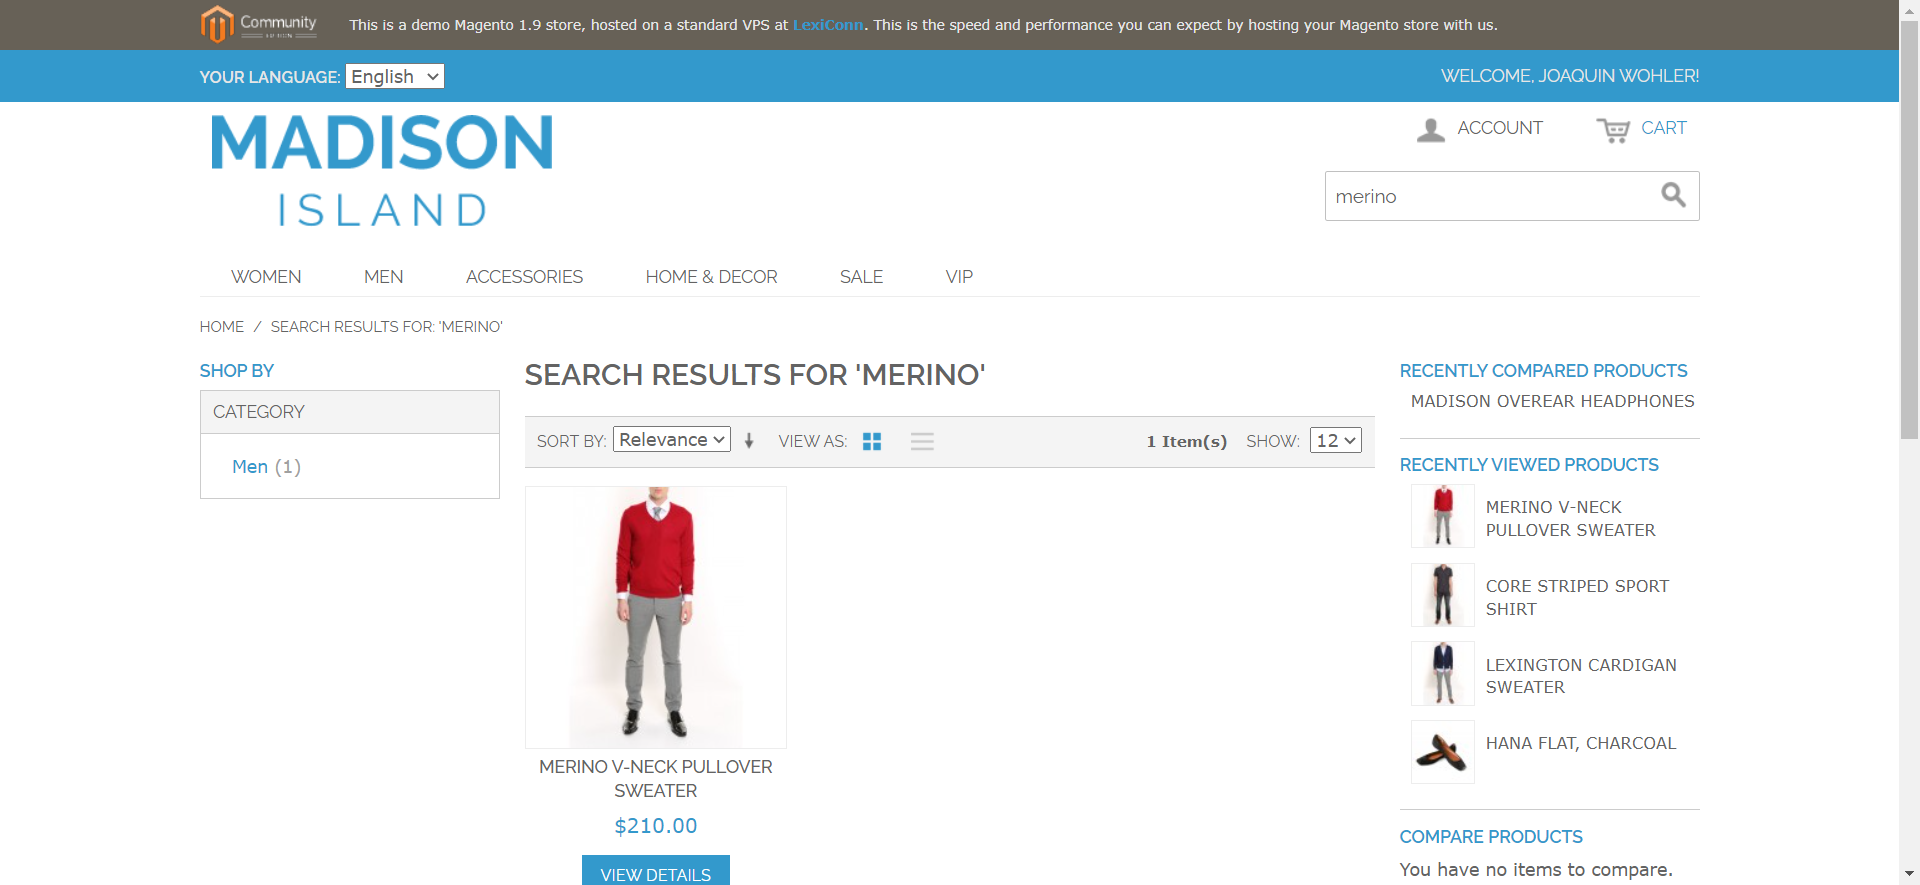 Community
This is a demo Magento 1.9 store, hosted on a standard VPS at LexiConn. This is the speed and performance you can expect by hosting your Magento store with us.
YOUR LANGUAGE: English
WELCOME, JOAQUIN WOHLER!
MADISON
ISLAND
ACCOUNT
CART
merino
WOMEN
MEN
ACCESSORIES
HOME & DECOR
SALE
VIP
HOME / SEARCH RESULTS FOR: 'MERINO'
SHOP BY
CATEGORY
Men (1)
SEARCH RESULTS FOR 'MERINO'
SORT BY: Relevance
VIEW AS:
1 Item(s)
SHOW: 12
MERINO V-NECK PULLOVER
SWEATER
$210.00
VIEW DETAILS
RECENTLY COMPARED PRODUCTS
MADISON OVEREAR HEADPHONES
RECENTLY VIEWED PRODUCTS
MERINO V-NECK
PULLOVER SWEATER
CORE STRIPED SPORT
SHIRT
LEXINGTON CARDIGAN
SWEATER
HANA FLAT, CHARCOAL
COMPARE PRODUCTS
You have no items to compare.